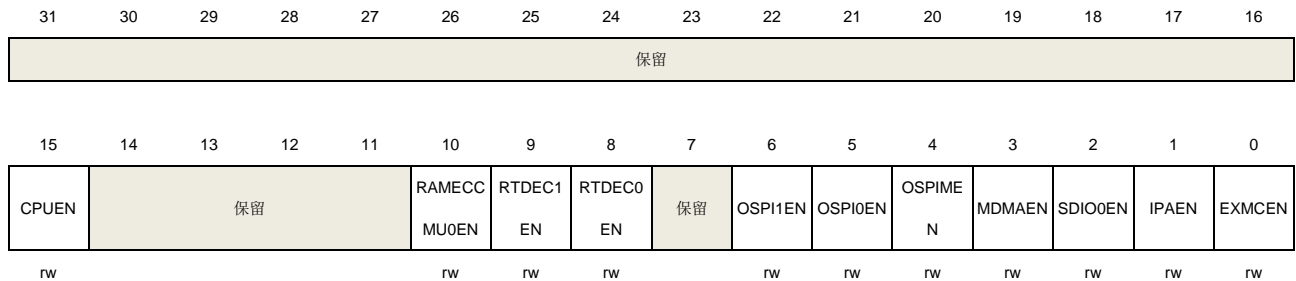 31 30 29 28 27 26 25 24 23 22 21 20 19 18 17 16
保留
15 14 13 12 11 10 9 8 7 6 5 4 3 2 1 0
CPUEN 保留 RAMECC MU0EN RTDEC1 EN RTDEC0 EN 保留 OSPI1EN OSPI0EN OSPIME N MDMAEN SDIO0EN IPAEN EXMCEN
rw rw rw rw rw rw rw rw rw rw rw